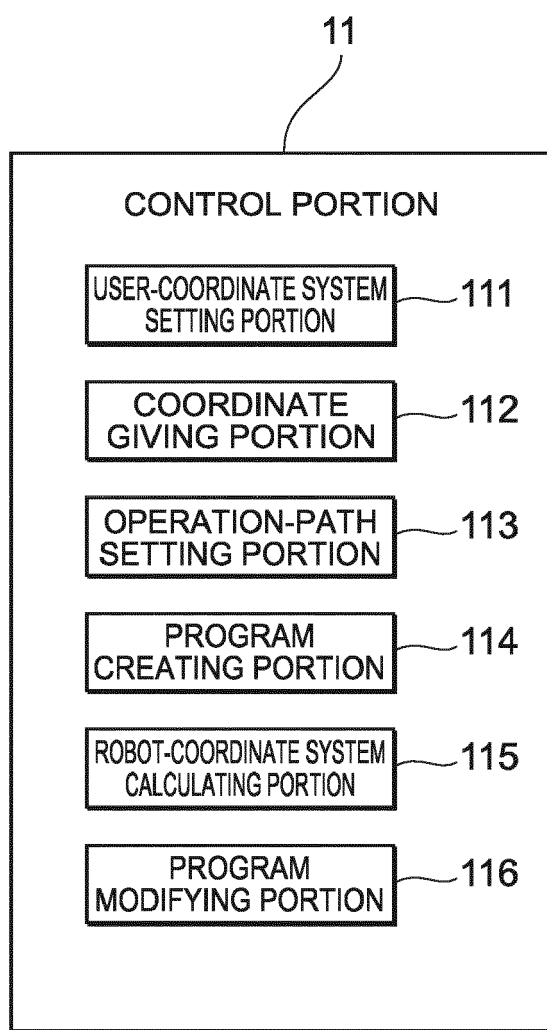 11
CONTROL PORTION
USER-COORDINATE SYSTEM
SETTING PORTION
111
COORDINATE
GIVING PORTION
112
OPERATION-PATH
SETTING PORTION
113
PROGRAM
CREATING PORTION
114
ROBOT-COORDINATE SYSTEM
CALCULATING PORTION
115
PROGRAM
MODIFYING PORTION
116